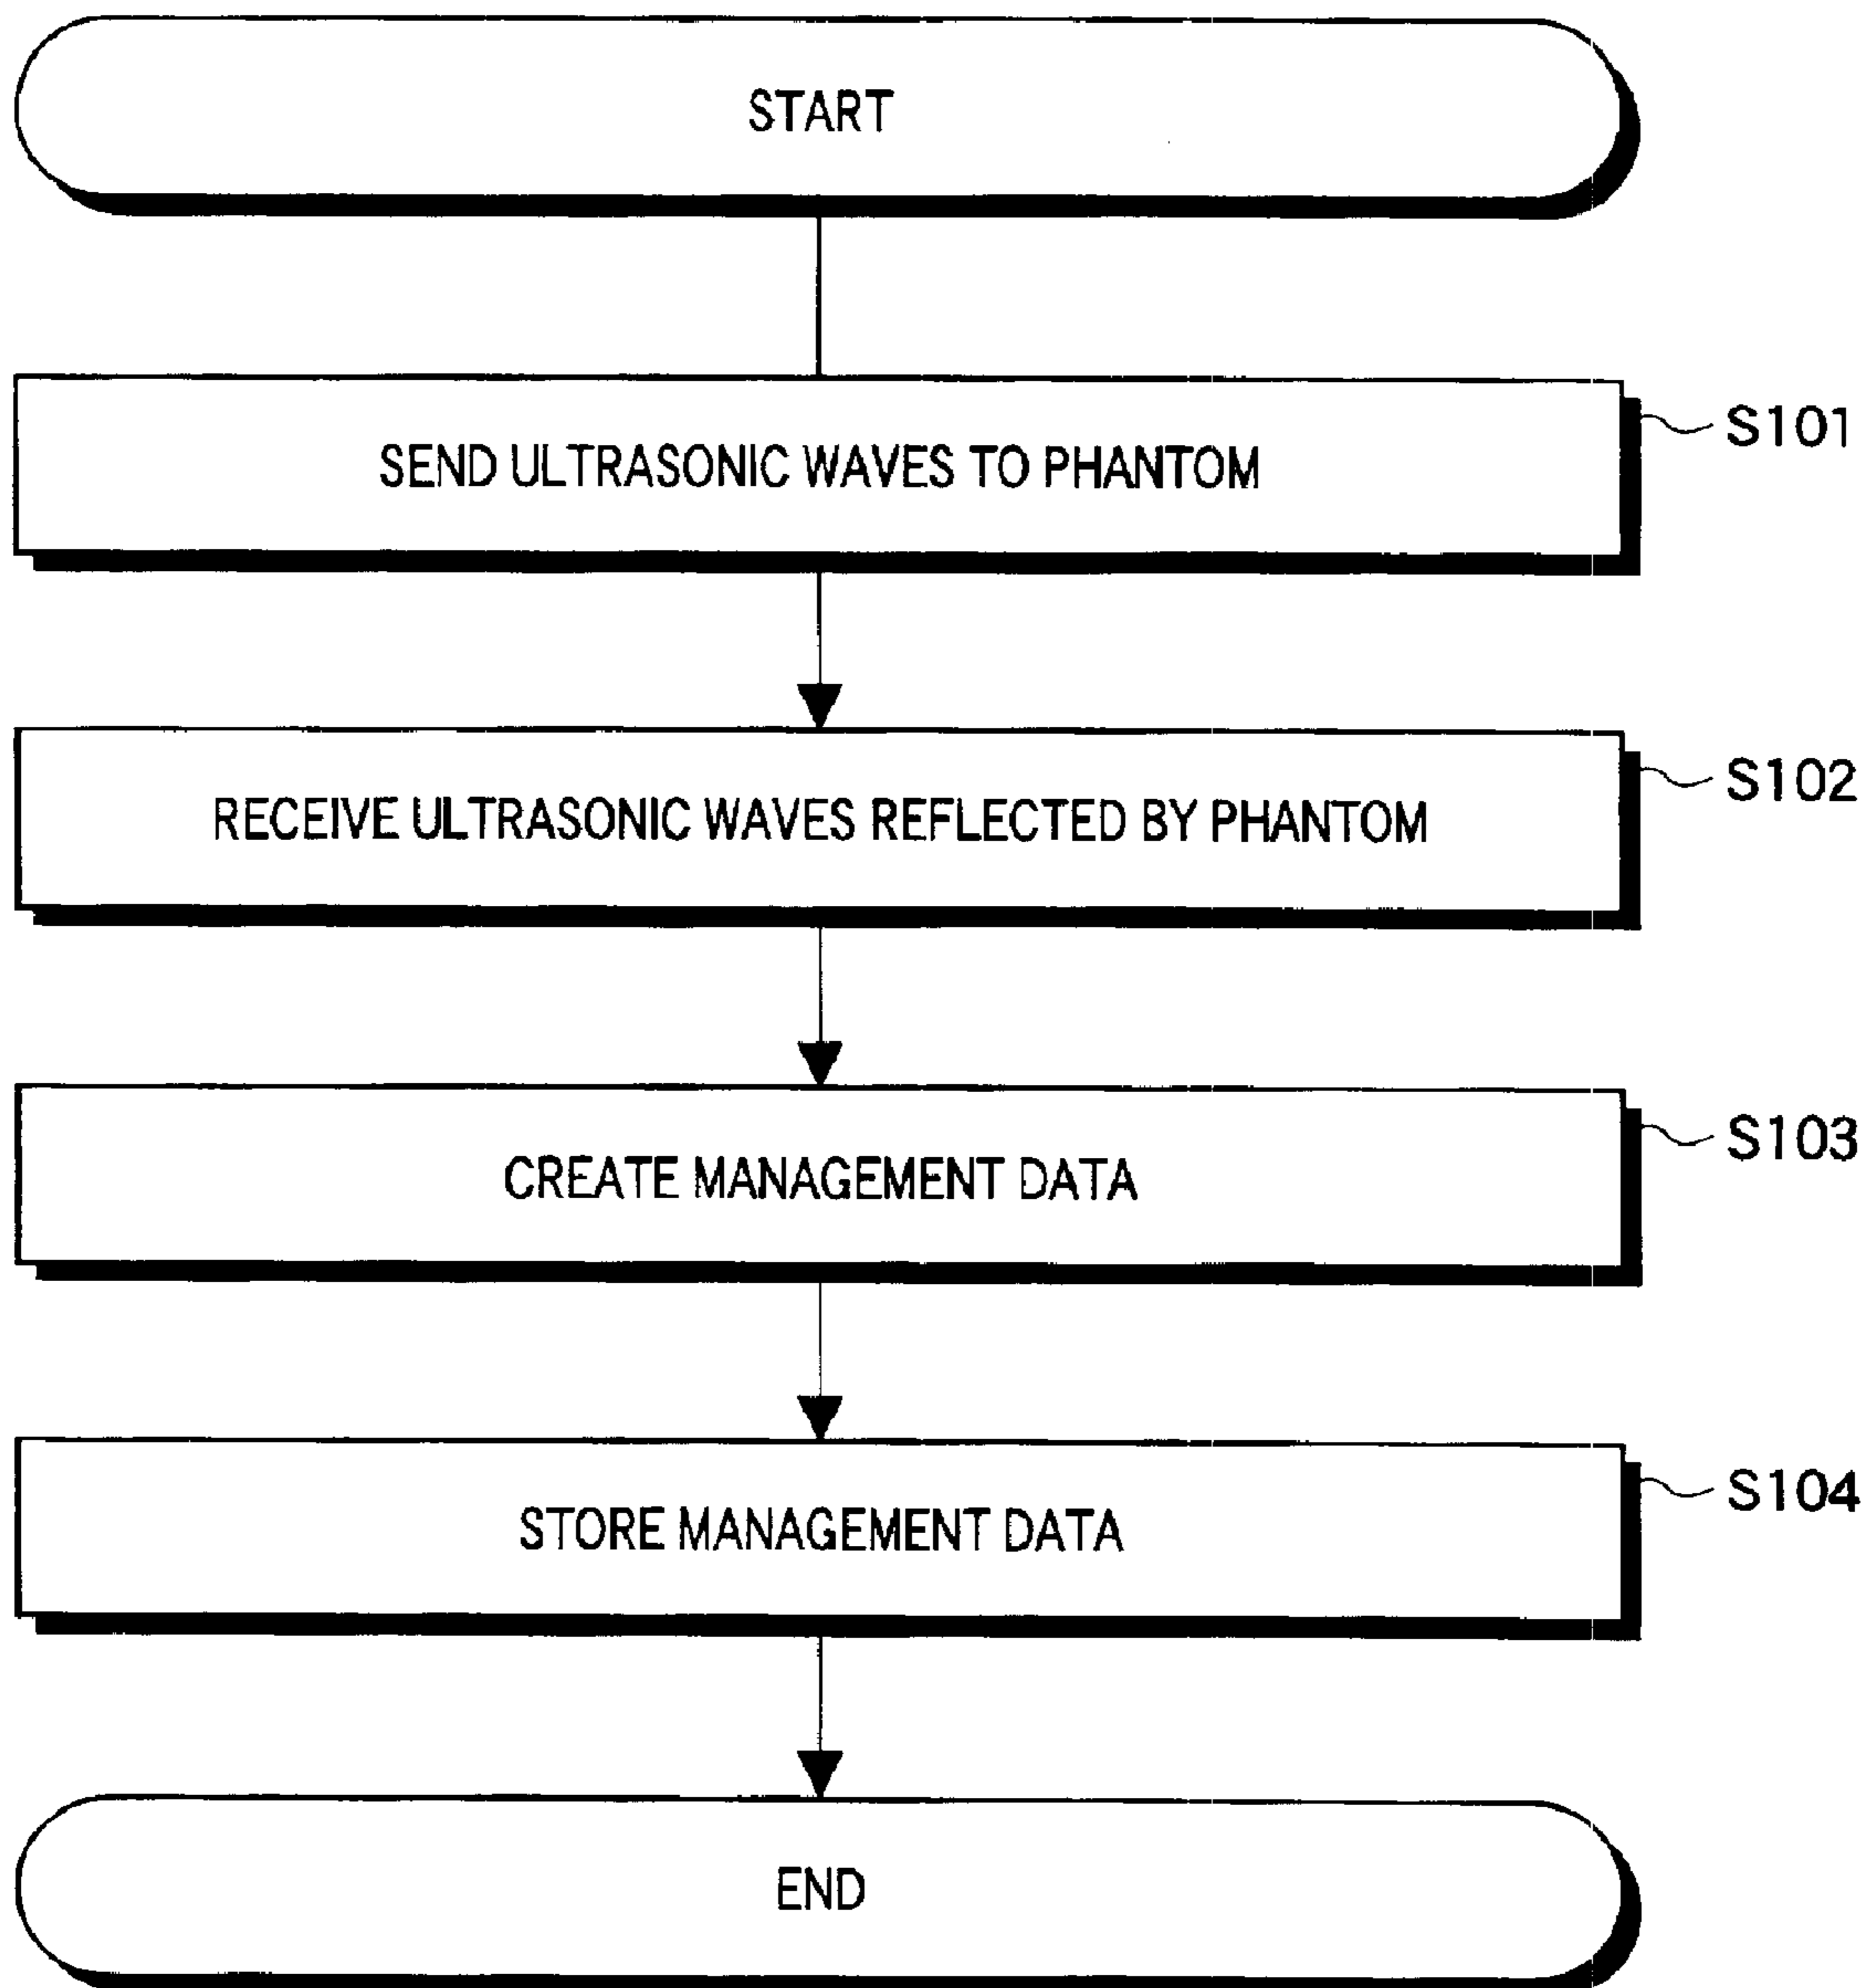 START
SEND ULTRASONIC WAVES TO PHANTOM
S101
RECEIVE ULTRASONIC WAVES REFLECTED BY PHANTOM
S102
CREATE MANAGEMENT DATA
S103
STORE MANAGEMENT DATA
S104
END